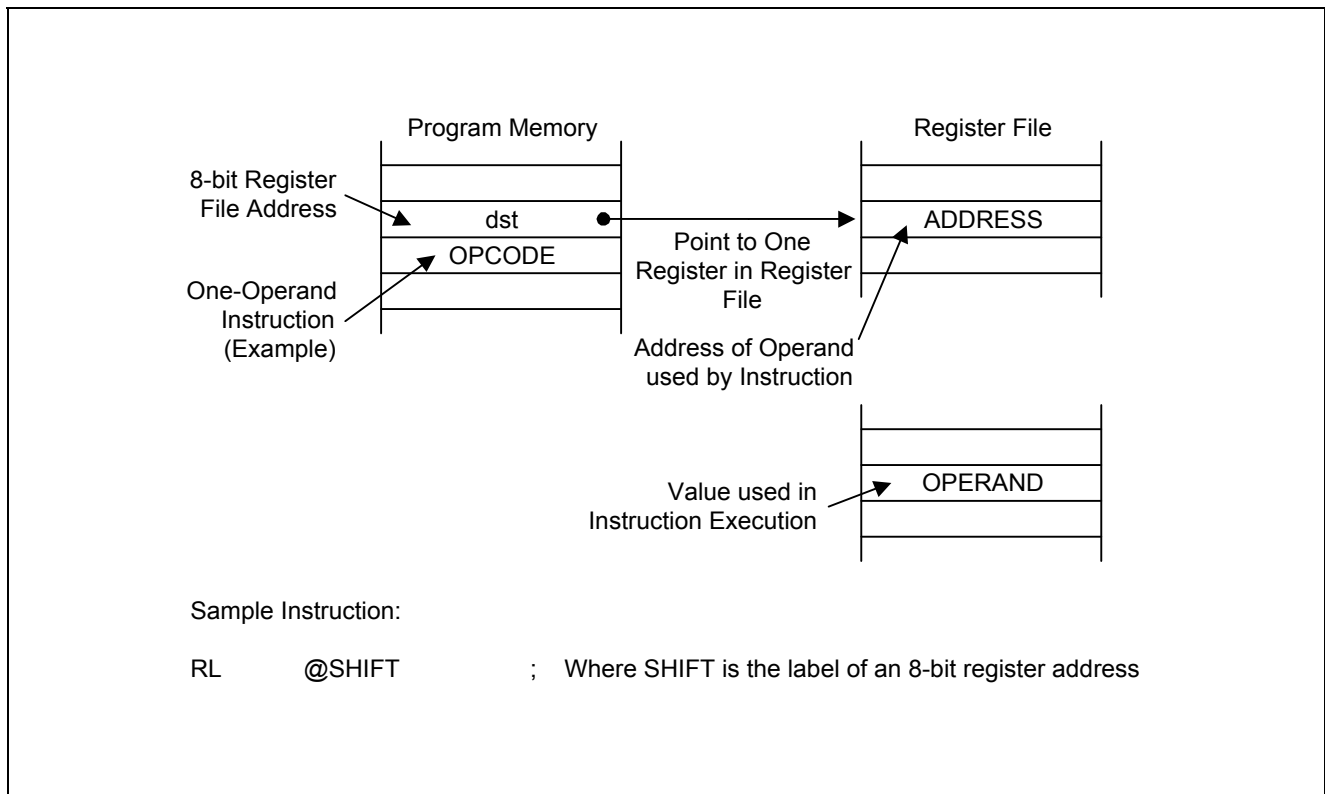 Program Memory
Register File
8-bit Register
File Address
dst
ADDRESS
OPCODE
Point to One
Register in Register
File
One-Operand
Instruction
(Example)
Address of Operand
used by Instruction
OPERAND
Value used in
Instruction Execution
Sample Instruction:
RL @SHIFT ; Where SHIFT is the label of an 8-bit register address